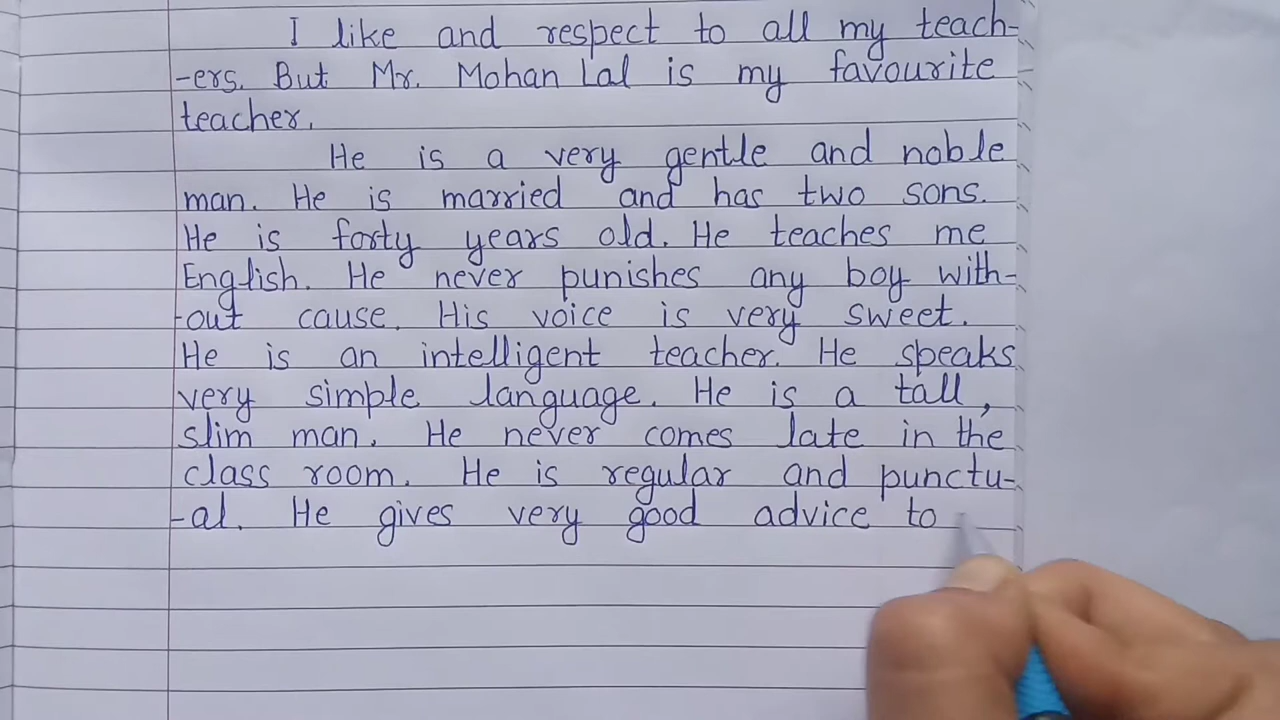 I like and respect to all my teach-
-ers. But Mr. Mohan Lal is my favourite
teacher.
He is a very gentle and noble
man. He is married and has two sons.
He is forty years old. He teaches me
English. He never punishes any boy with-
-out cause. His voice is very sweet.
He is an intelligent teacher. He speaks
very simple language. He is a tall,
slim man. He never comes late in the
class room. He is regular and punctu-
-al. He gives very good advice to